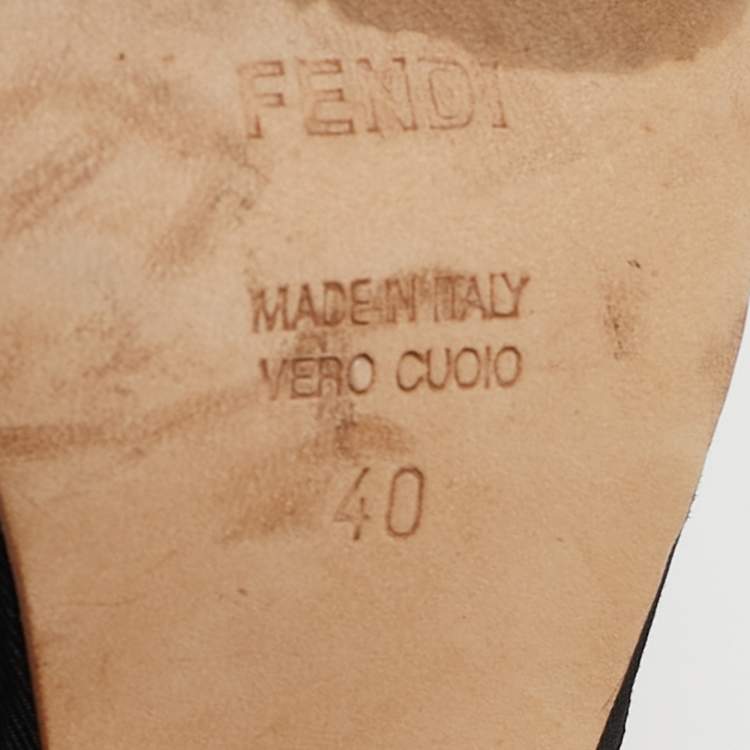 FENDI
MADE IN ITALY
VERO CUOIO
40